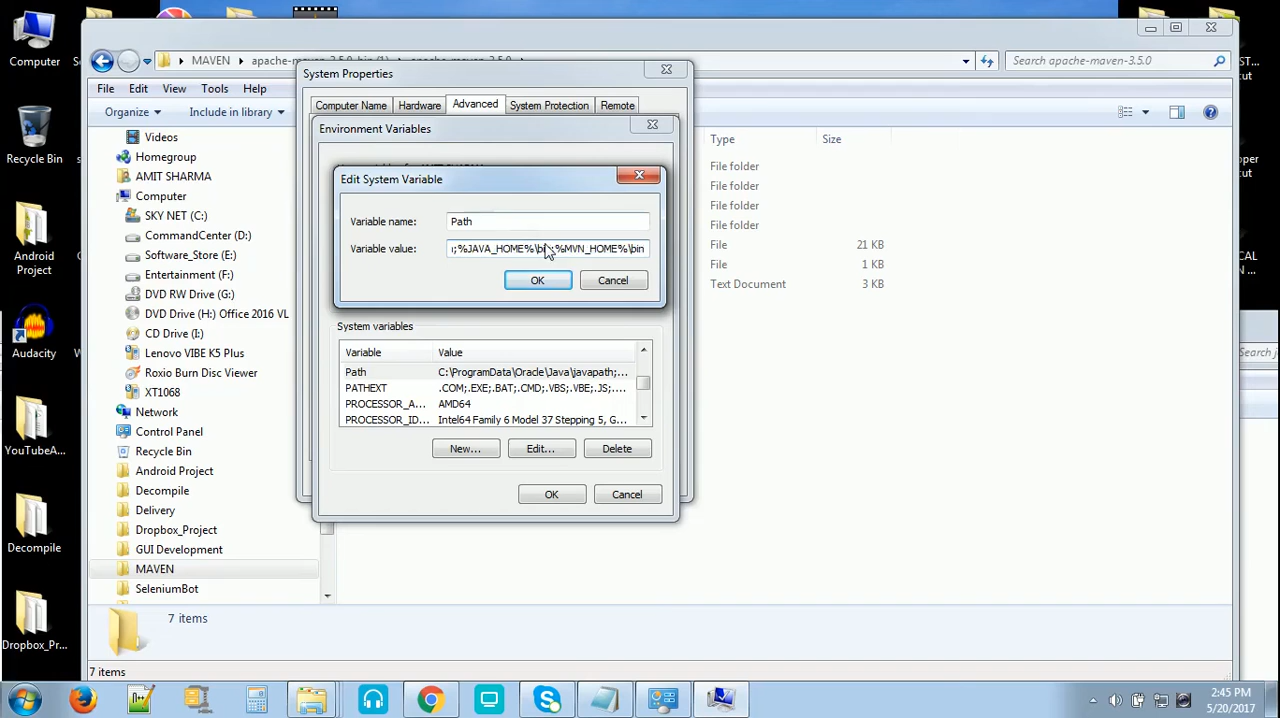 Computer
Recycle Bin
Android
Project
Audacity
YouTubeA...
Decompile
Dropbox_Pr...
MAVEN
Search apache-maven-3.5.0
File Edit View Tools Help
Organize Include in library
Videos
Homegroup
AMIT SHARMA
Computer
SKY NET (C:)
CommandCenter (D:)
Software_Store (E:)
Entertainment (F:)
DVD RW Drive (G:)
DVD Drive (H:) Office 2016 VL
CD Drive (I:)
Lenovo VIBE K5 Plus
Roxio Burn Disc Viewer
XT1068
Network
Control Panel
Recycle Bin
Android Project
Decompile
Delivery
Dropbox_Project
GUI Development
MAVEN
SeleniumBot
7 items
7 items
Type Size
File folder
File folder
File folder
File folder
File 21 KB
File 1 KB
Text Document 3 KB
System Properties
Computer Name Hardware Advanced System Protection Remote
Environment Variables
Edit System Variable
Variable name: Path
Variable value: ;%JAVA_HOME%\bin;%MVN_HOME%\bin
OK Cancel
System variables
Variable Value
Path C:\ProgramData\Oracle\Java\javapath;...
PATHEXT .COM;.EXE;.BAT;.CMD;.VBS;.VBE;.JS;....
PROCESSOR_A... AMD64
PROCESSOR_ID... Intel64 Family 6 Model 37 Stepping 5, G...
New... Edit... Delete
OK Cancel
2:45 PM
5/20/2017